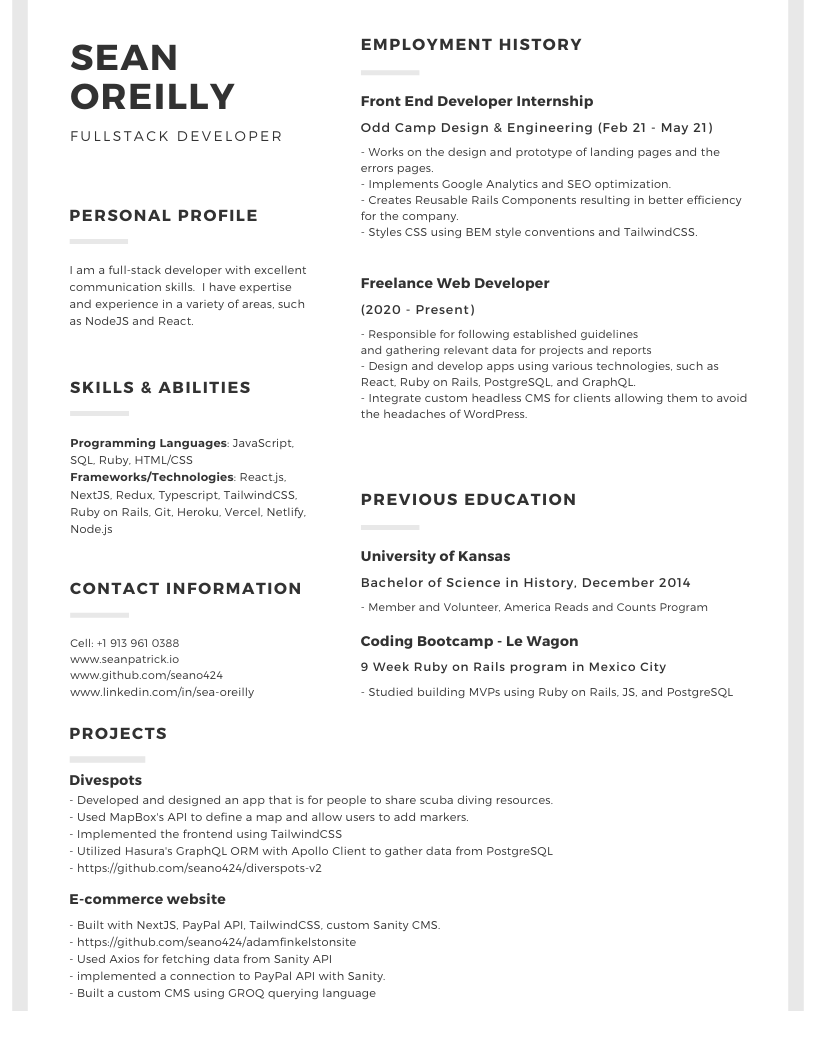 SEAN
OREILLY
FULLSTACK DEVELOPER
PERSONAL PROFILE
I am a full-stack developer with excellent
communication skills.  I have expertise
and experience in a variety of areas, such
as NodeJS and React.
SKILLS & ABILITIES
Programming Languages: JavaScript,
SQL, Ruby, HTML/CSS
Frameworks/Technologies: React.js,
NextJS, Redux, Typescript, TailwindCSS,
Ruby on Rails, Git, Heroku, Vercel, Netlify,
Node.js
CONTACT INFORMATION
Cell: +1 913 961 0388
www.seanpatrick.io
www.github.com/seano424
www.linkedin.com/in/sea-oreilly
EMPLOYMENT HISTORY
Front End Developer Internship
Odd Camp Design & Engineering (Feb 21 - May 21)
- Works on the design and prototype of landing pages and the
errors pages.
- Implements Google Analytics and SEO optimization.
- Creates Reusable Rails Components resulting in better efficiency
for the company.
- Styles CSS using BEM style conventions and TailwindCSS.
Freelance Web Developer
(2020 - Present)
- Responsible for following established guidelines
and gathering relevant data for projects and reports
- Design and develop apps using various technologies, such as
React, Ruby on Rails, PostgreSQL, and GraphQL.
- Integrate custom headless CMS for clients allowing them to avoid
the headaches of WordPress.
PREVIOUS EDUCATION
University of Kansas
Bachelor of Science in History, December 2014
- Member and Volunteer, America Reads and Counts Program
Coding Bootcamp - Le Wagon
9 Week Ruby on Rails program in Mexico City
- Studied building MVPs using Ruby on Rails, JS, and PostgreSQL
PROJECTS
Divespots
- Developed and designed an app that is for people to share scuba diving resources.
- Used MapBox's API to define a map and allow users to add markers.
- Implemented the frontend using TailwindCSS
- Utilized Hasura's GraphQL ORM with Apollo Client to gather data from PostgreSQL
- https://github.com/seano424/diverspots-v2
E-commerce website
- Built with NextJS, PayPal API, TailwindCSS, custom Sanity CMS.
- https://github.com/seano424/adamfinkelstonsite
- Used Axios for fetching data from Sanity API
- implemented a connection to PayPal API with Sanity.
- Built a custom CMS using GROQ querying language